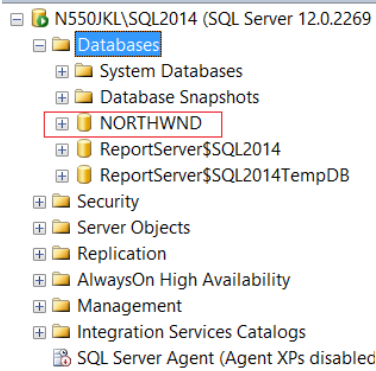 N550JKL\SQL2014 (SQL Server 12.0.2269
Databases
System Databases
Database Snapshots
NORTHWND
ReportServer$SQL2014
ReportServer$SQL2014TempDB
Security
Server Objects
Replication
AlwaysOn High Availability
Management
Integration Services Catalogs
SQL Server Agent (Agent XPs disabled